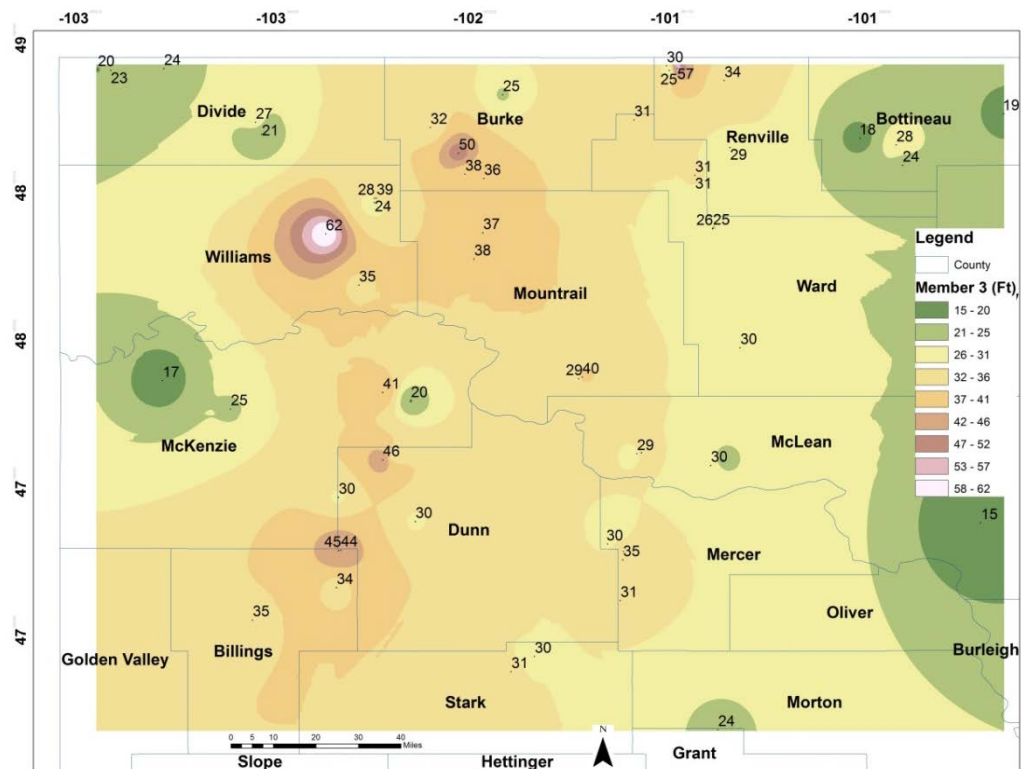 -103 -103 -102 -101 -101
49
20 24 30
23 25 57 34
19
25
Divide 27 32 Burke 31 Bottineau
21 Renville 18 28
50 29 24
38 36 31
28 39 31
24
62 37 2625
Legend
County
Williams 38
Member 3 (Ft),
35 Mountrail Ward
15 - 20
21 - 25
26 - 31
32 - 36
37 - 41
42 - 46
47 - 52
53 - 57
58 - 62
48
48
30
17 41 20 29 40
25
McKenzie McLean
46 29 30
47
30
30 Dunn 15
4544 30
35 Mercer
34
31
35 Oliver
47
Golden Valley Billings 30 Burleigh
31
Stark Morton
24
N
0 5 10 20 30 40
Miles
Slope Hettinger Grant